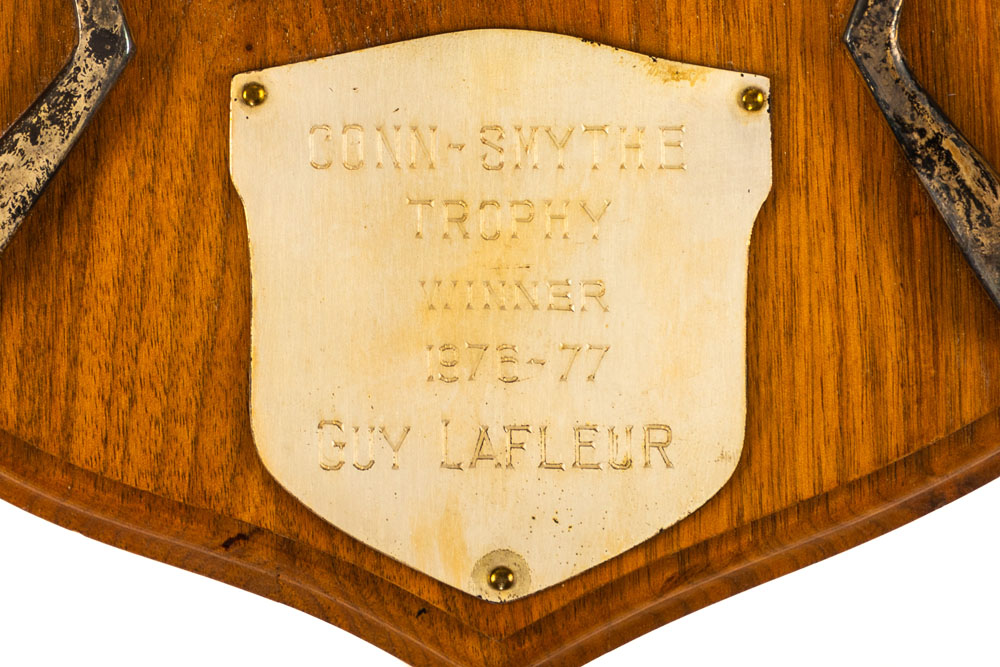 CONN-SMYTHE
TROPHY
WINNER
1976-77
GUY LAFLEUR